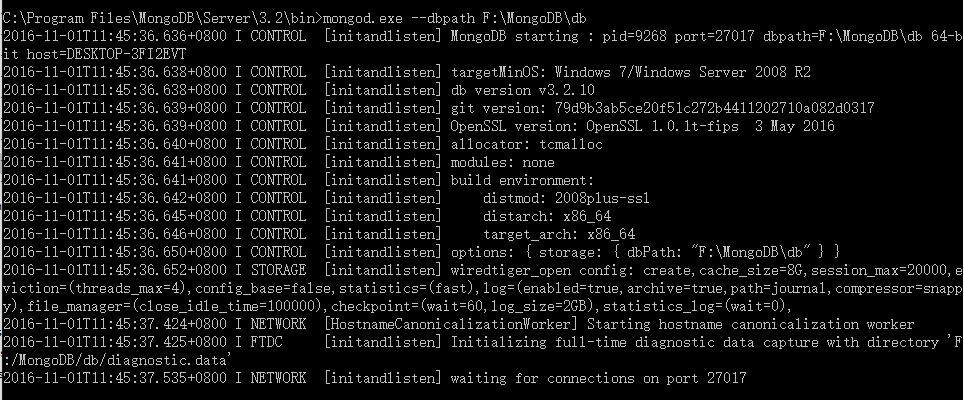 C:\Program Files\MongoDB\Server\3.2\bin>mongod.exe --dbpath F:\MongoDB\db
2016-11-01T11:45:36.636+0800 I CONTROL  [initandlisten] MongoDB starting : pid=9268 port=27017 dbpath=F:\MongoDB\db 64-b
it host=DESKTOP-3FI2EVT
2016-11-01T11:45:36.638+0800 I CONTROL  [initandlisten] targetMinOS: Windows 7/Windows Server 2008 R2
2016-11-01T11:45:36.638+0800 I CONTROL  [initandlisten] db version v3.2.10
2016-11-01T11:45:36.639+0800 I CONTROL  [initandlisten] git version: 79d9b3ab5ce20f51c272b4411202710a082d0317
2016-11-01T11:45:36.639+0800 I CONTROL  [initandlisten] OpenSSL version: OpenSSL 1.0.1t-fips  3 May 2016
2016-11-01T11:45:36.640+0800 I CONTROL  [initandlisten] allocator: tcmalloc
2016-11-01T11:45:36.641+0800 I CONTROL  [initandlisten] modules: none
2016-11-01T11:45:36.641+0800 I CONTROL  [initandlisten] build environment:
2016-11-01T11:45:36.642+0800 I CONTROL  [initandlisten]     distmod: 2008plus-ssl
2016-11-01T11:45:36.645+0800 I CONTROL  [initandlisten]     distarch: x86_64
2016-11-01T11:45:36.646+0800 I CONTROL  [initandlisten]     target_arch: x86_64
2016-11-01T11:45:36.650+0800 I CONTROL  [initandlisten] options: { storage: { dbPath: "F:\MongoDB\db" } }
2016-11-01T11:45:36.652+0800 I STORAGE  [initandlisten] wiredtiger_open config: create,cache_size=8G,session_max=20000,e
viction=(threads_max=4),config_base=false,statistics=(fast),log=(enabled=true,archive=true,path=journal,compressor=snapp
y),file_manager=(close_idle_time=100000),checkpoint=(wait=60,log_size=2GB),statistics_log=(wait=0),
2016-11-01T11:45:37.424+0800 I NETWORK  [HostnameCanonicalizationWorker] Starting hostname canonicalization worker
2016-11-01T11:45:37.425+0800 I FTDC     [initandlisten] Initializing full-time diagnostic data capture with directory 'F
:/MongoDB/db/diagnostic.data'
2016-11-01T11:45:37.535+0800 I NETWORK  [initandlisten] waiting for connections on port 27017